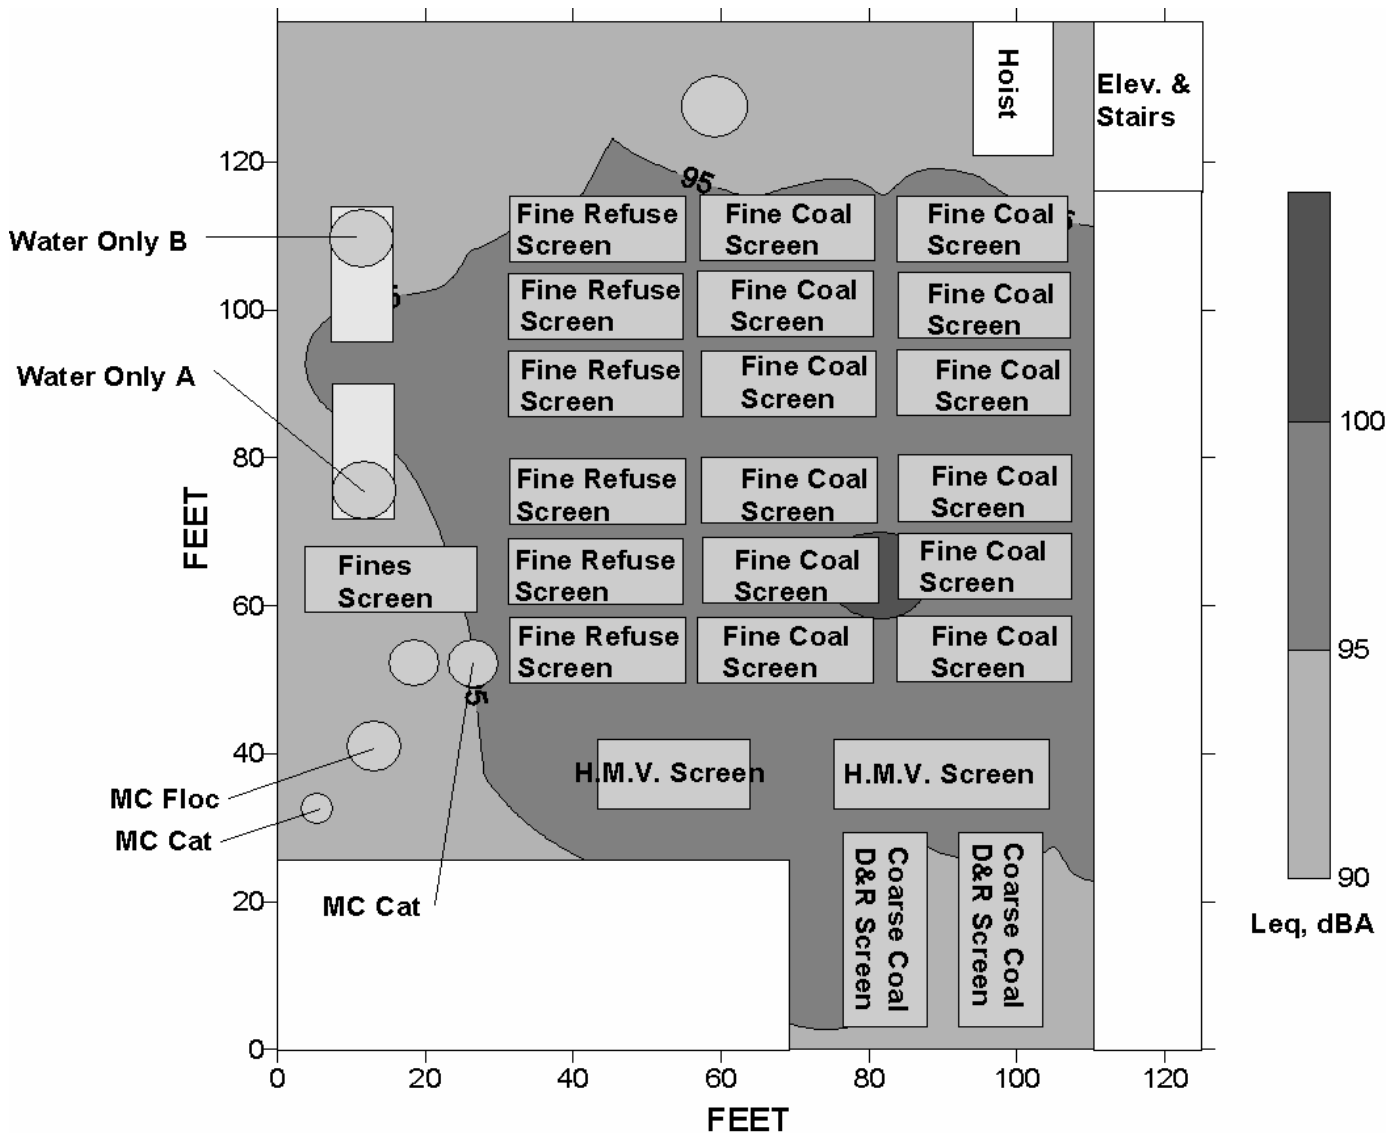 Hoist
Elev. &
Stairs
120
95
Fine Refuse
Screen
Fine Coal
Screen
Fine Coal
Screen
Water Only B
100
Fine Refuse
Screen
Fine Coal
Screen
Fine Coal
Screen
Water Only A
Fine Refuse
Screen
Fine Coal
Screen
Fine Coal
Screen
100
80
FEET
Fine Refuse
Screen
Fine Coal
Screen
Fine Coal
Screen
Fines
Screen
Fine Refuse
Screen
Fine Coal
Screen
Fine Coal
Screen
60
Fine Refuse
Screen
Fine Coal
Screen
Fine Coal
Screen
95
40
H.M.V. Screen
H.M.V. Screen
MC Floc
MC Cat
MC Cat
Coarse Coal
D&R Screen
Coarse Coal
D&R Screen
90
Leq, dBA
20
0
0
20
40
60
80
100
120
FEET